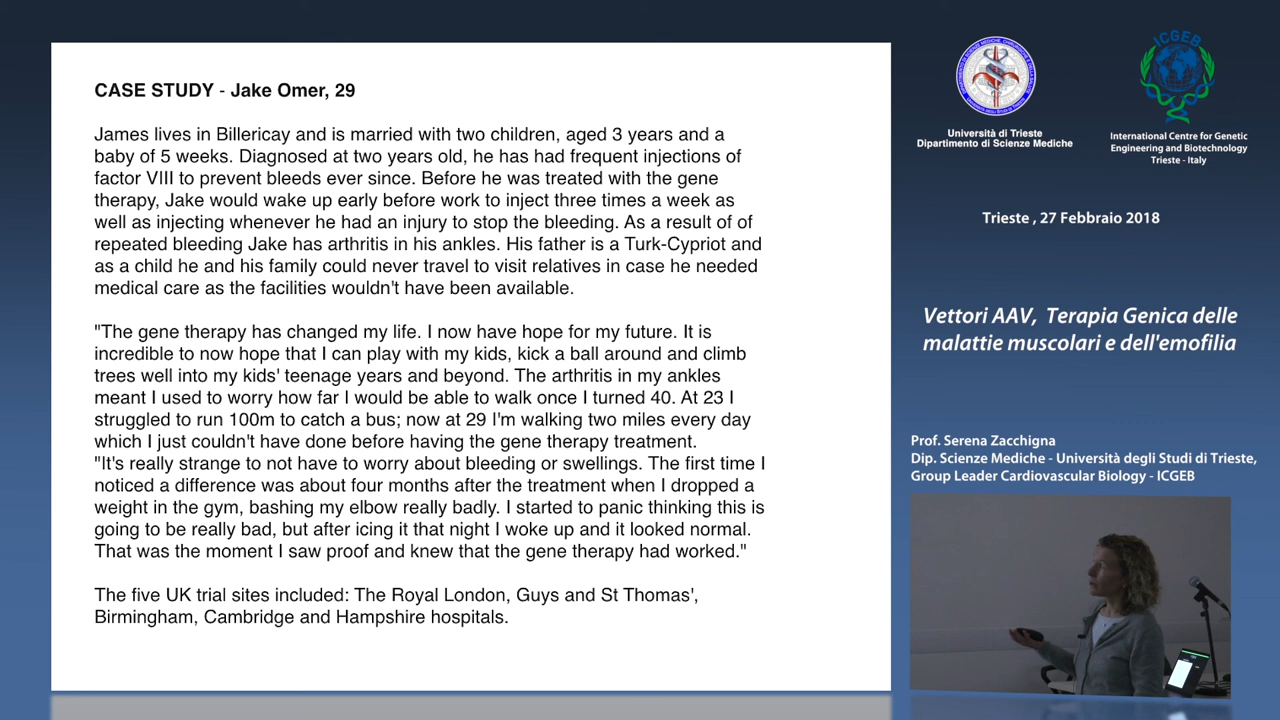 CASE STUDY - Jake Omer, 29
James lives in Billericay and is married with two children, aged 3 years and a
baby of 5 weeks. Diagnosed at two years old, he has had frequent injections of
factor VIII to prevent bleeds ever since. Before he was treated with the gene
therapy, Jake would wake up early before work to inject three times a week as
well as injecting whenever he had an injury to stop the bleeding. As a result of of
repeated bleeding Jake has arthritis in his ankles. His father is a Turk-Cypriot and
as a child he and his family could never travel to visit relatives in case he needed
medical care as the facilities wouldn't have been available.
"The gene therapy has changed my life. I now have hope for my future. It is
incredible to now hope that I can play with my kids, kick a ball around and climb
trees well into my kids' teenage years and beyond. The arthritis in my ankles
meant I used to worry how far I would be able to walk once I turned 40. At 23 I
struggled to run 100m to catch a bus; now at 29 I'm walking two miles every day
which I just couldn't have done before having the gene therapy treatment.
"It's really strange to not have to worry about bleeding or swellings. The first time I
noticed a difference was about four months after the treatment when I dropped a
weight in the gym, bashing my elbow really badly. I started to panic thinking this is
going to be really bad, but after icing it that night I woke up and it looked normal.
That was the moment I saw proof and knew that the gene therapy had worked."
The five UK trial sites included: The Royal London, Guys and St Thomas',
Birmingham, Cambridge and Hampshire hospitals.
ICGEB
Università di Trieste
Dipartimento di Scienze Mediche
International Centre for Genetic
Engineering and Biotechnology
Trieste - Italy
Trieste , 27 Febbraio 2018
Vettori AAV, Terapia Genica delle
malattie muscolari e dell'emofilia
Prof. Serena Zacchigna
Dip. Scienze Mediche - Università degli Studi di Trieste,
Group Leader Cardiovascular Biology - ICGEB